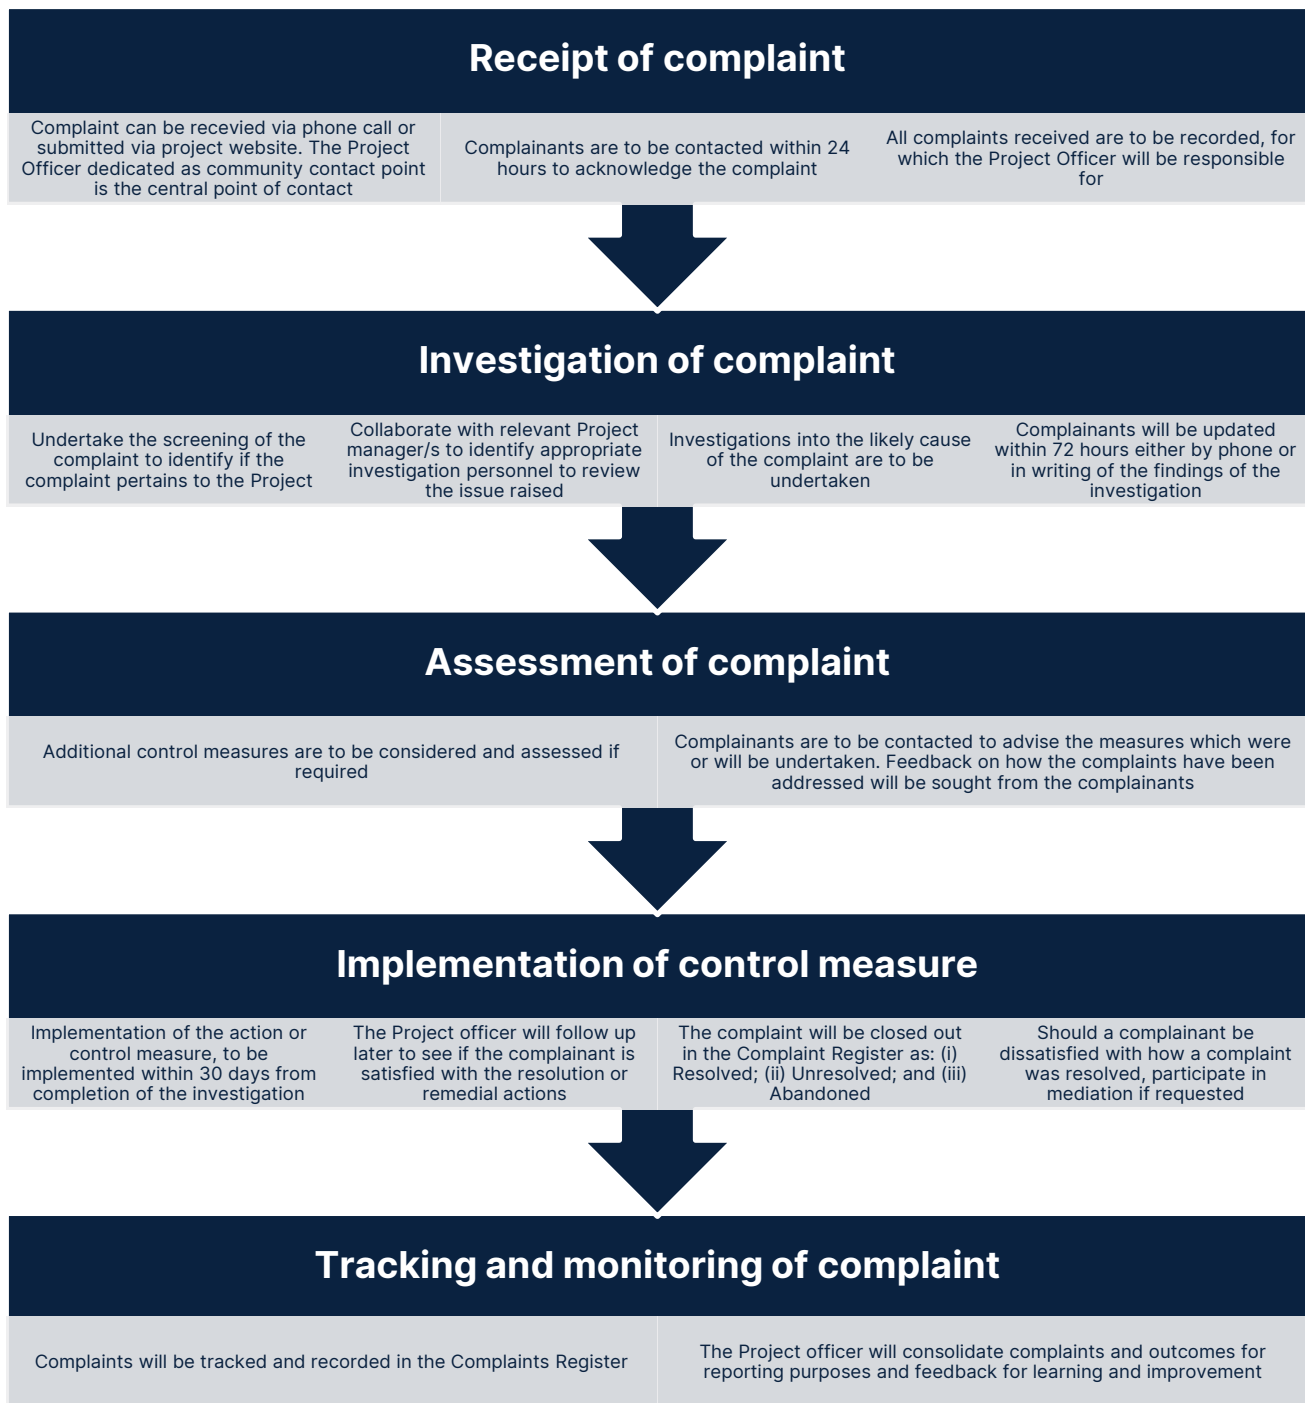 Receipt of complaint
Complaint can be recevied via phone call or
submitted via project website. The Project
Officer dedicated as community contact point
is the central point of contact
Complainants are to be contacted within 24
hours to acknowledge the complaint
All complaints received are to be recorded, for
which the Project Officer will be responsible
for
Investigation of complaint
Undertake the screening of the
complaint to identify if the
complaint pertains to the Project
Collaborate with relevant Project
manager/s to identify appropriate
investigation personnel to review
the issue raised
Investigations into the likely cause
of the complaint are to be
undertaken
Complainants will be updated
within 72 hours either by phone or
in writing of the findings of the
investigation
Assessment of complaint
Additional control measures are to be considered and assessed if
required
Complainants are to be contacted to advise the measures which were
or will be undertaken. Feedback on how the complaints have been
addressed will be sought from the complainants
Implementation of control measure
Implementation of the action or
control measure, to be
implemented within 30 days from
completion of the investigation
The Project officer will follow up
later to see if the complainant is
satisfied with the resolution or
remedial actions
The complaint will be closed out
in the Complaint Register as: (i)
Resolved; (ii) Unresolved; and (iii)
Abandoned
Should a complainant be
dissatisfied with how a complaint
was resolved, participate in
mediation if requested
Tracking and monitoring of complaint
Complaints will be tracked and recorded in the Complaints Register
The Project officer will consolidate complaints and outcomes for
reporting purposes and feedback for learning and improvement